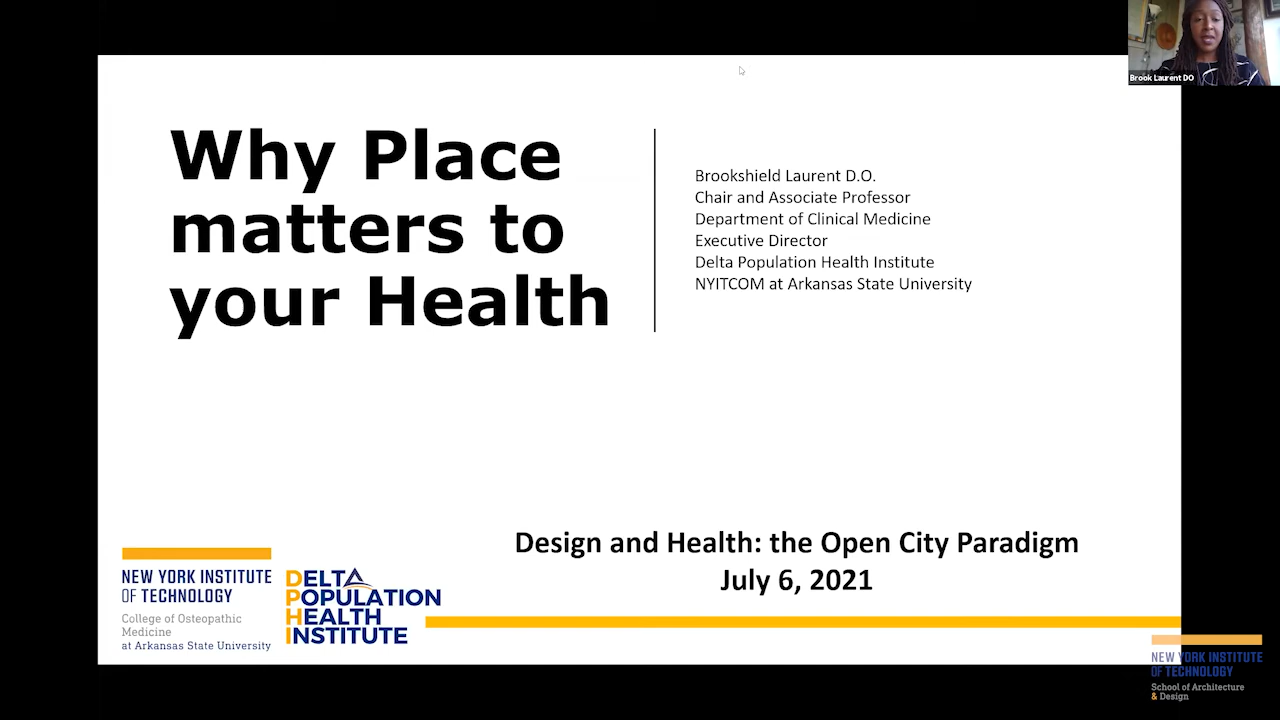 Brook Laurent DO
Why Place
matters to
your Health
Brookshield Laurent D.O.
Chair and Associate Professor
Department of Clinical Medicine
Executive Director
Delta Population Health Institute
NYITCOM at Arkansas State University
Design and Health: the Open City Paradigm
July 6, 2021
NEW YORK INSTITUTE
OF TECHNOLOGY
College of Osteopathic
Medicine
at Arkansas State University
DELTA
POPULATION
HEALTH
INSTITUTE
NEW YORK INSTITUTE
OF TECHNOLOGY
School of Architecture
& Design